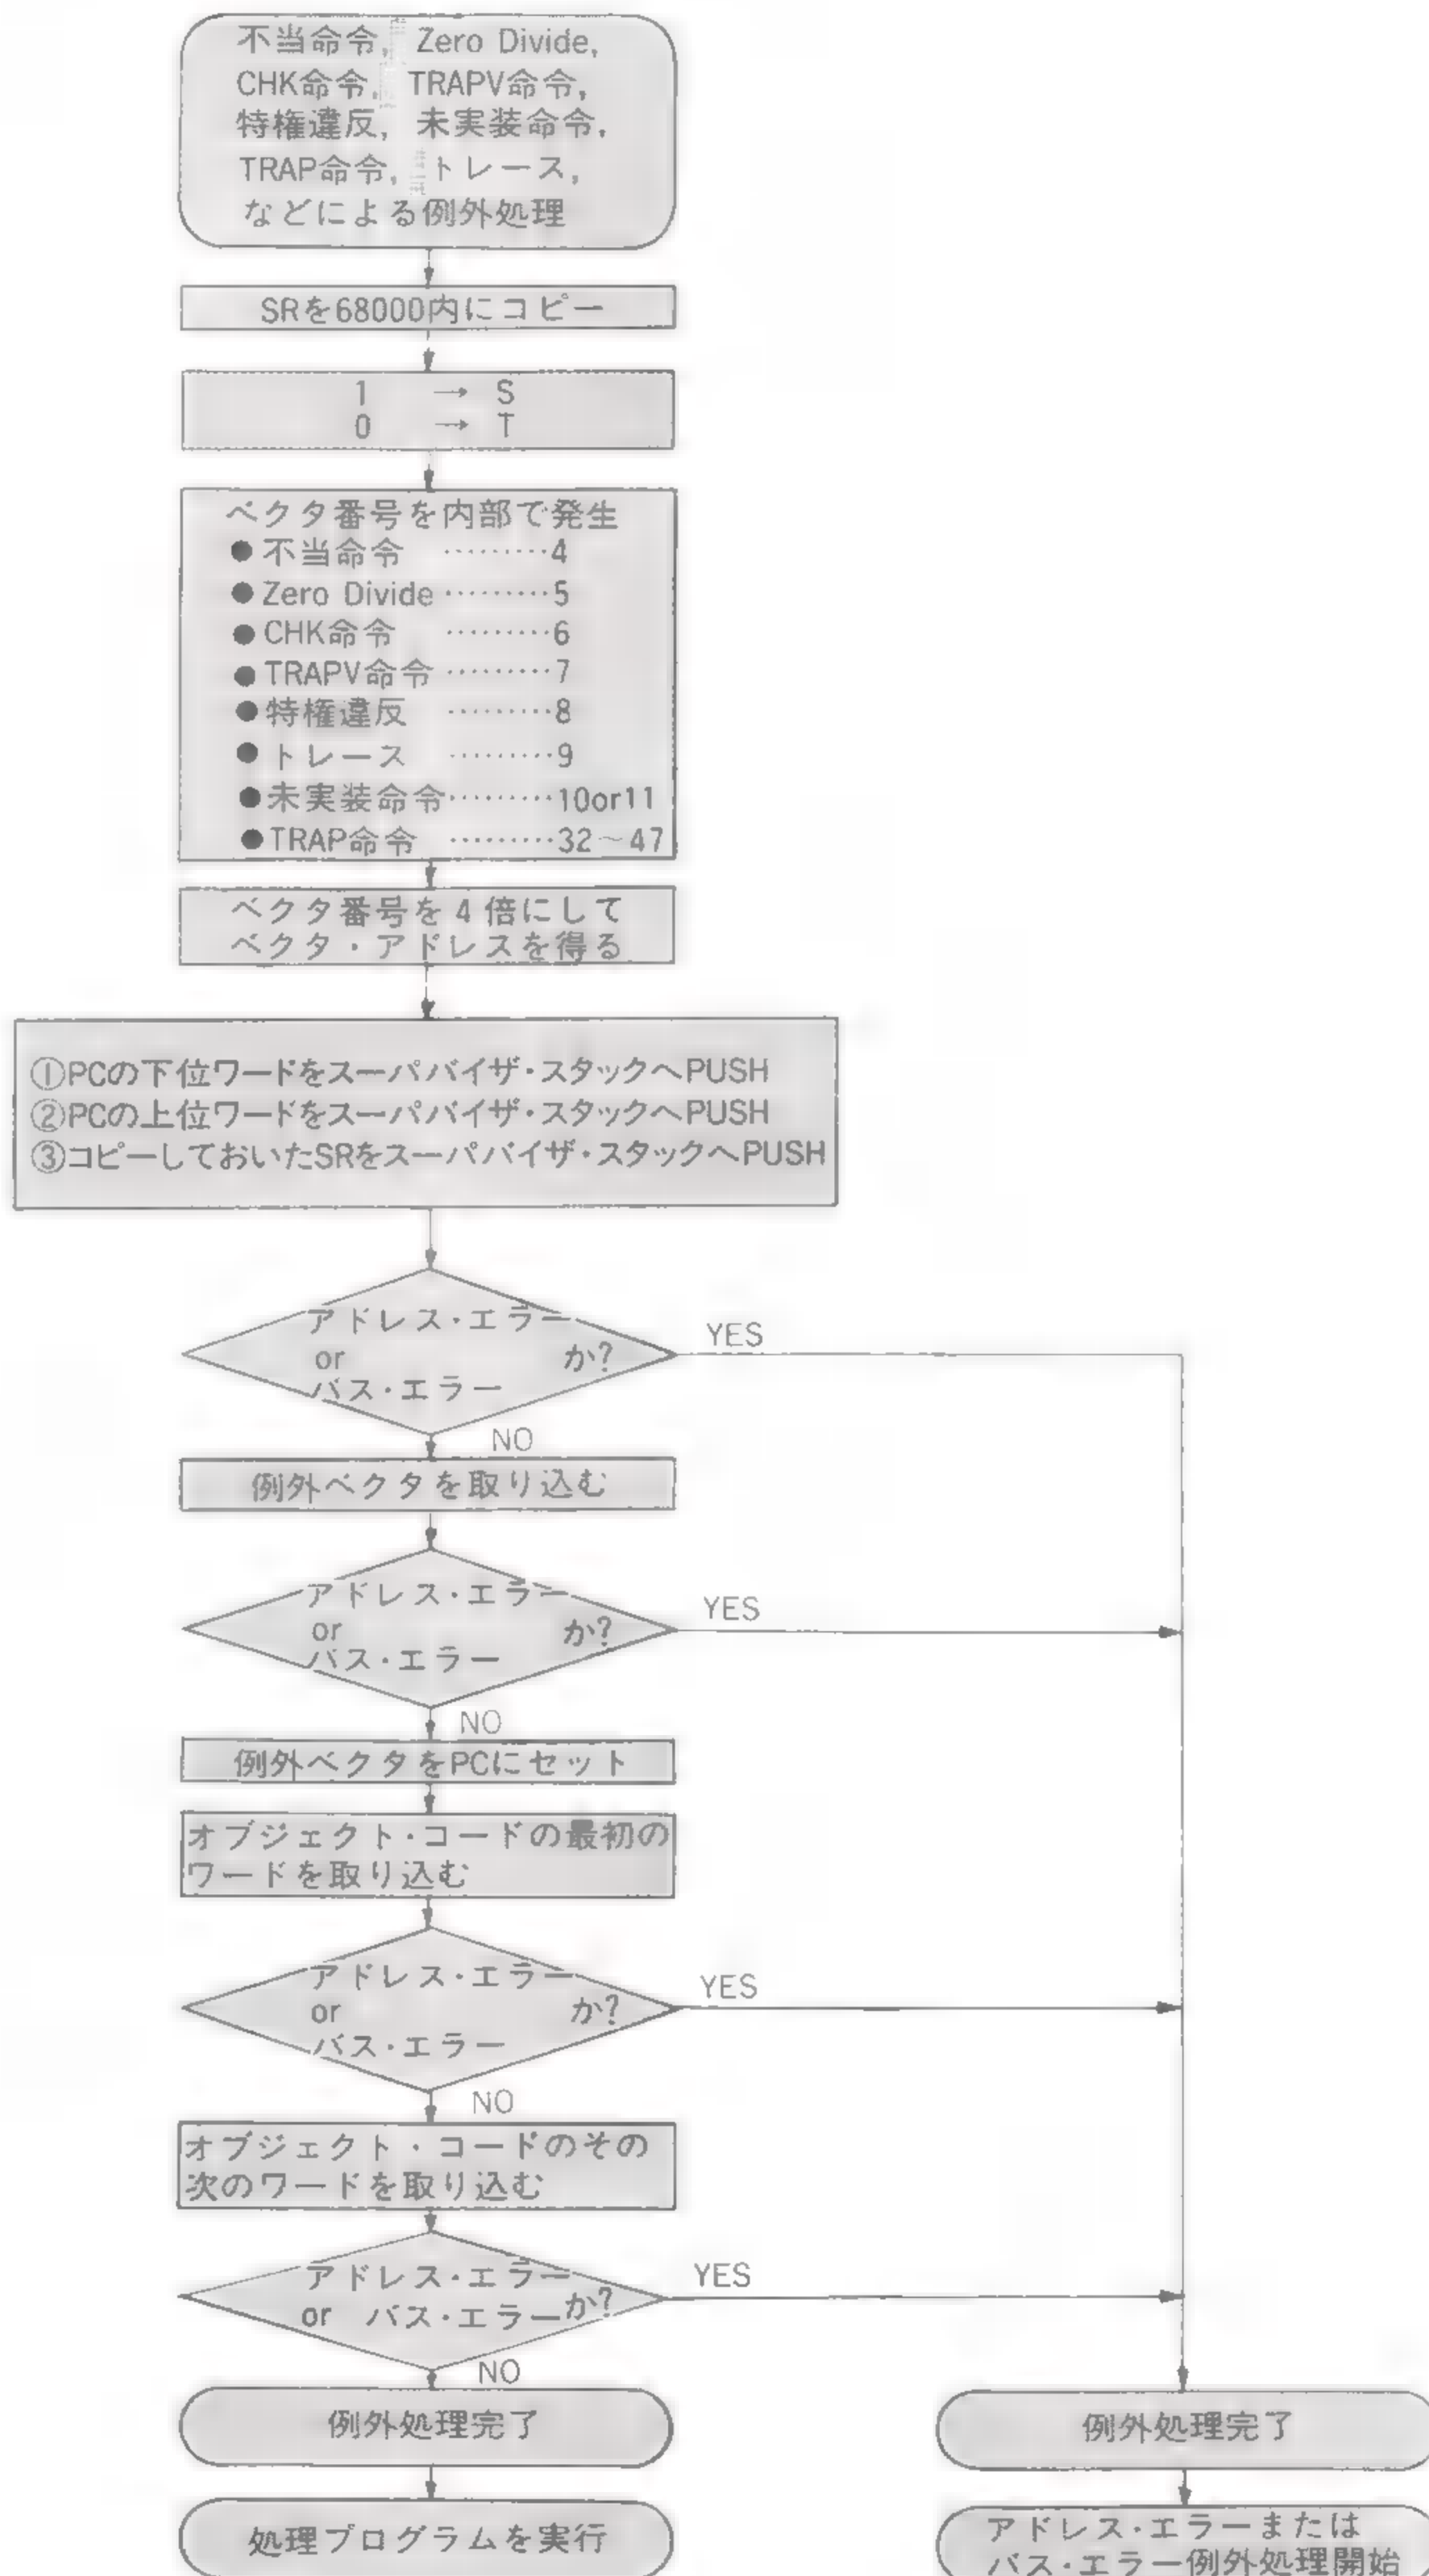 不当命令, Zero Divide,
CHK命令, TRAPV命令,
特権違反, 未実装命令,
TRAP命令, トレース,
などによる例外処理
SRを68000内にコピー
1 → S
0 → T
ベクタ番号を内部で発生
●不当命令 ………4
●Zero Divide………5
●CHK命令 ………6
●TRAPV命令………7
●特権違反 ………8
●トレース ………9
●未実装命令………10or11
●TRAP命令 ………32～47
ベクタ番号を4倍にして
ベクタ・アドレスを得る
①PCの下位ワードをスーパバイザ・スタックへPUSH
②PCの上位ワードをスーパバイザ・スタックへPUSH
③コピーしておいたSRをスーパバイザ・スタックへPUSH
アドレス・エラー
or か?
バス・エラー
YES
NO
例外ベクタを取り込む
アドレス・エラー
or か?
バス・エラー
YES
NO
例外ベクタをPCにセット
オブジェクト・コードの最初の
ワードを取り込む
アドレス・エラー
or か?
バス・エラー
YES
NO
オブジェクト・コードのその
次のワードを取り込む
アドレス・エラー
or バス・エラーか?
YES
NO
例外処理完了
処理プログラムを実行
例外処理完了
アドレス・エラーまたは
バス・エラー例外処理開始